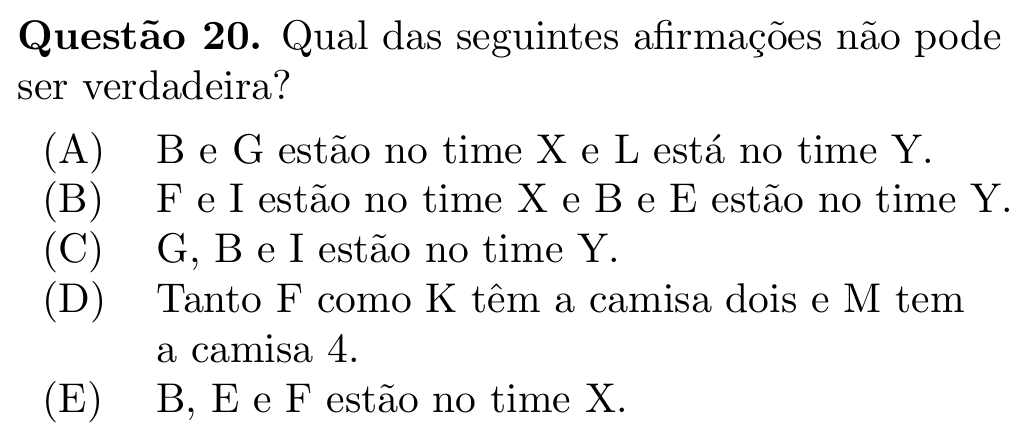 Questão 20. Qual das seguintes afirmações não pode
ser verdadeira?
(A) B e G estão no time X e L está no time Y.
(B) F e I estão no time X e B e E estão no time Y.
(C) G, B e I estão no time Y.
(D) Tanto F como K têm a camisa dois e M tem
a camisa 4.
(E) B, E e F estão no time X.